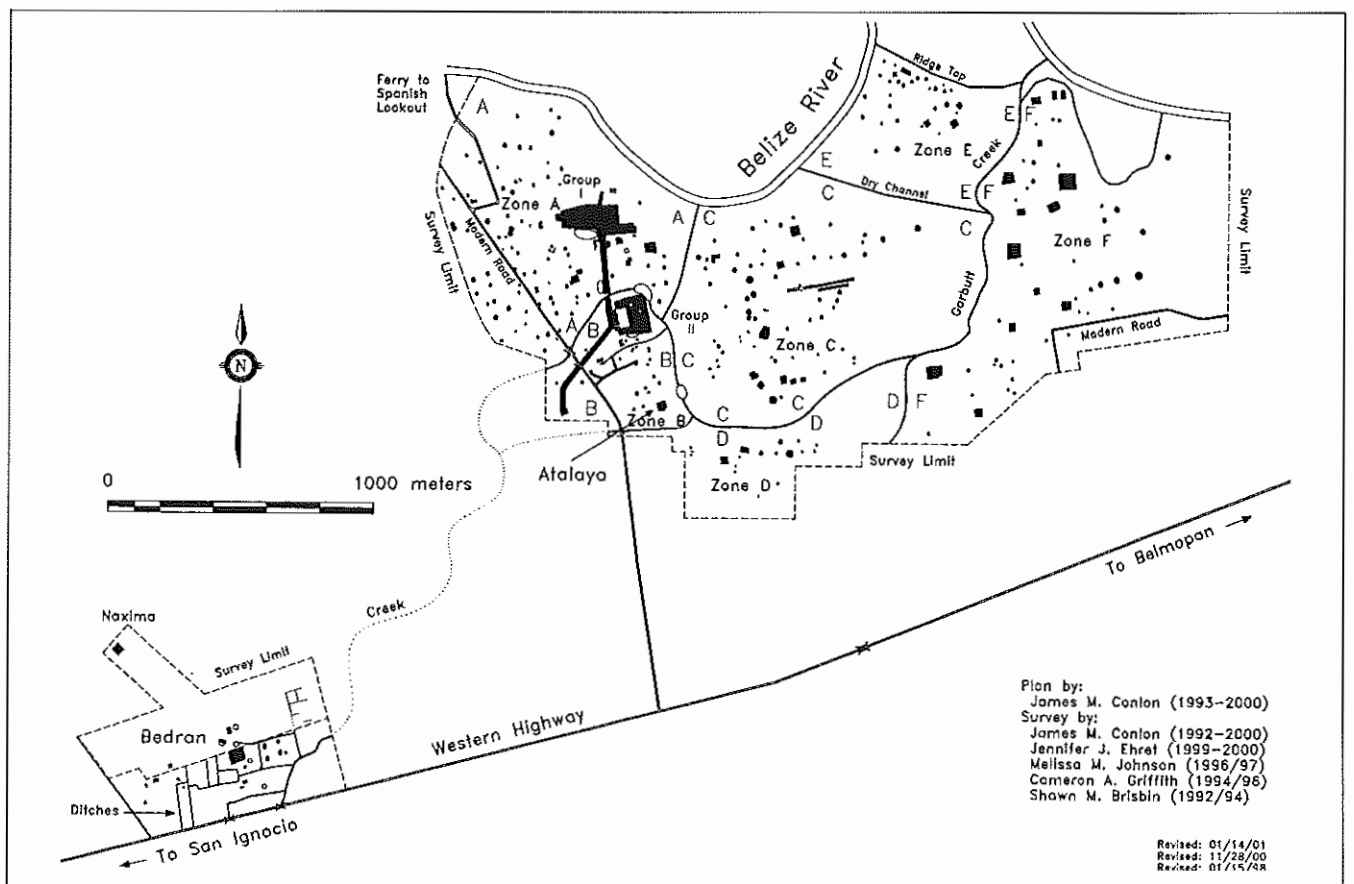 Ferry to
Spanish
Lookout
A
Belize River
Ridge Top
E F
Zone E
Creek
E
Dry Channel
C
E F
C
Group
I
Zone A
A C
Survey Limit
Modern Road
Zone F
Survey Limit
Garbutt
Group
II
A
B
B C
Zone C
Modern Road
N
B
Zone B
C
D
C
D
D F
Survey Limit
Atalaya
Zone D
0 1000 meters
To Belmopan
Creek
Naxima
Survey Limit
Bedran
Western Highway
Ditches
To San Ignacio
Plan by:
James M. Conlon (1993-2000)
Survey by:
James M. Conlon (1992-2000)
Jennifer J. Ehret (1999-2000)
Melissa M. Johnson (1996/97)
Cameron A. Griffith (1994/96)
Shawn M. Brisbin (1992/94)
Revised: 01/14/01
Revised: 11/28/00
Revised: 01/15/98